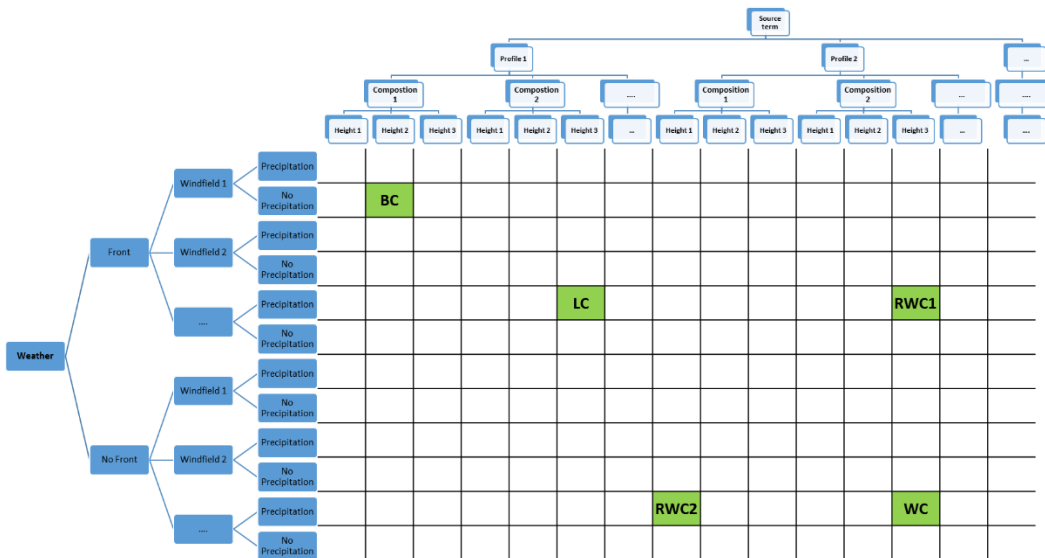 Source
term
Profile 1
Profile 2
...
Compostion
1
Composition
2
....
Composition
1
Composition
2
...
....
Height 1
Height 2
Height 3
Height 1
Height 2
Height 3
...
Height 1
Height 2
Height 3
Height 1
Height 2
Height 3
...
....
Weather
Front
Windfield 1
Precipitation
No
Precipitation
BC
Windfield 2
Precipitation
No
Precipitation
....
Precipitation
LC
RWC1
No
Precipitation
No Front
Windfield 1
Precipitation
No
Precipitation
Windfield 2
Precipitation
No
Precipitation
....
Precipitation
RWC2
WC
No
Precipitation